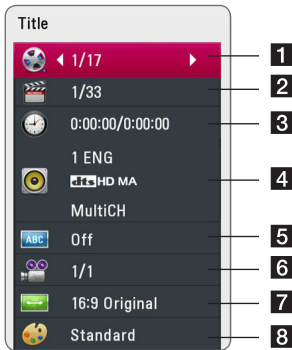 Title
1/17 1
1/33 2
0:00:00/0:00:00 3
1 ENG
dts HD MA 4
MultiCH
ABC Off 5
1/1 6
16:9 Original 7
Standard 8